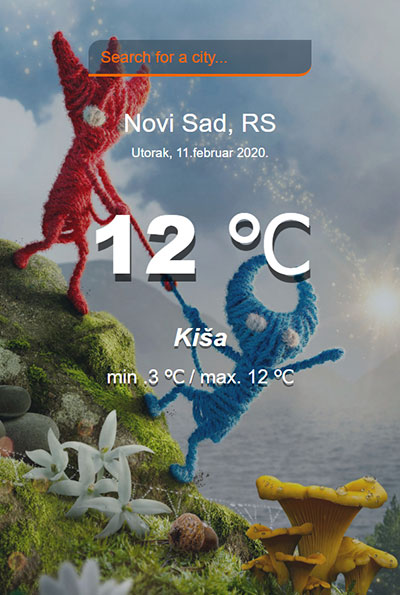 Search for a city...
Novi Sad, RS
Utorak, 11.februar 2020.
12 °C
Kiša
min .3 °C / max. 12 °C